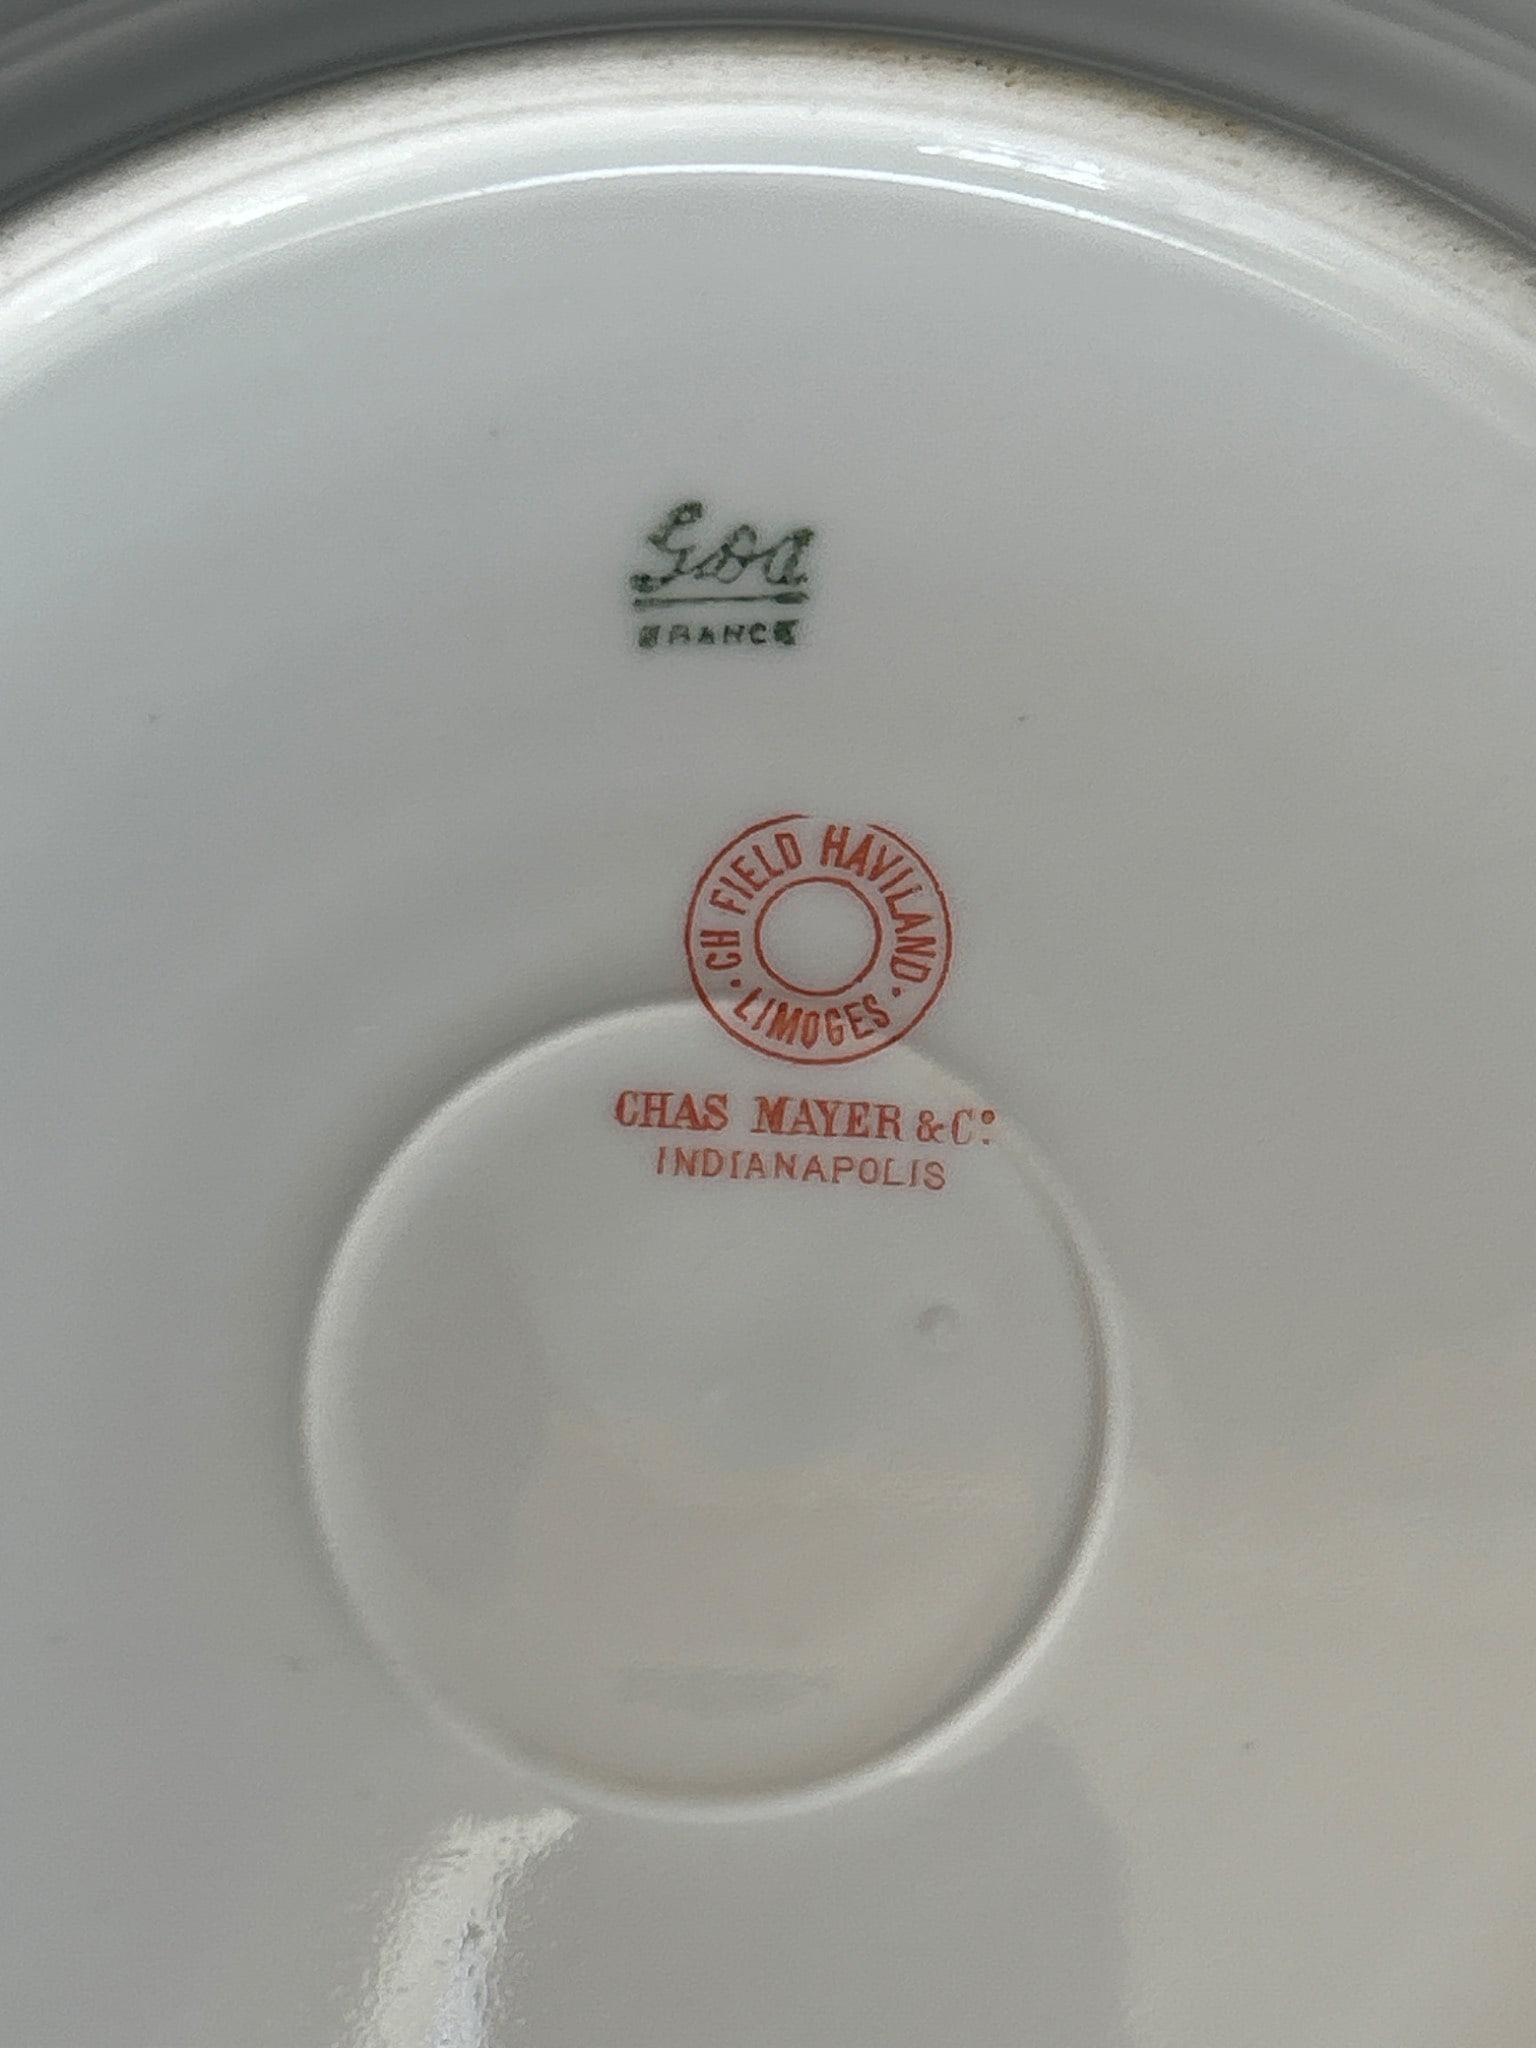 GDA
FRANCE
CH FIELD HAVILAND
· LIMOGES ·
CHAS MAYER & Cº
INDIANAPOLIS